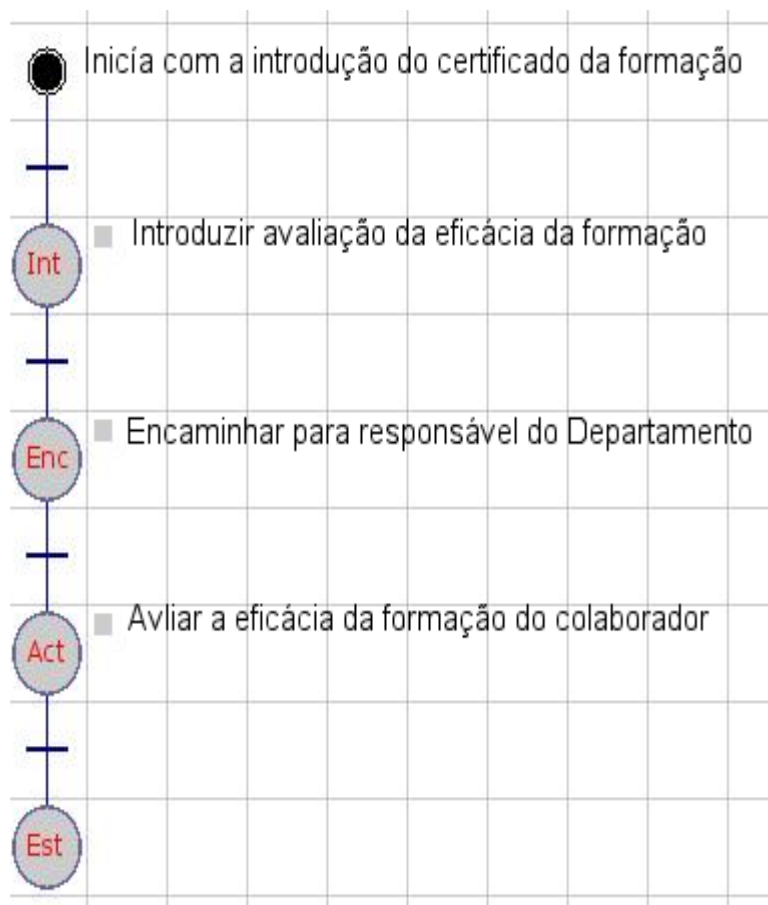 Inicía com a introdução do certificado da formação
Introduzir avaliação da eficácia da formação
Int
Encaminhar para responsável do Departamento
Enc
Avliar a eficácia da formação do colaborador
Act
Est